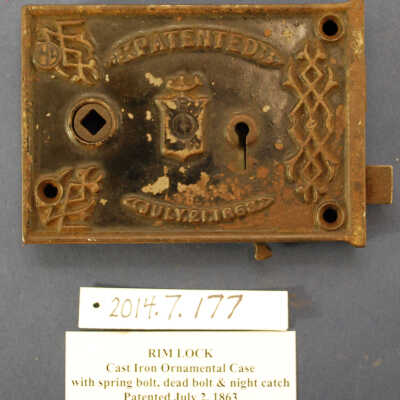 PATENTED
JULY.21.1863
2014.7.177
RIM LOCK
Cast Iron Ornamental Case
with spring bolt, dead bolt & night catch
Patented July 2, 1863